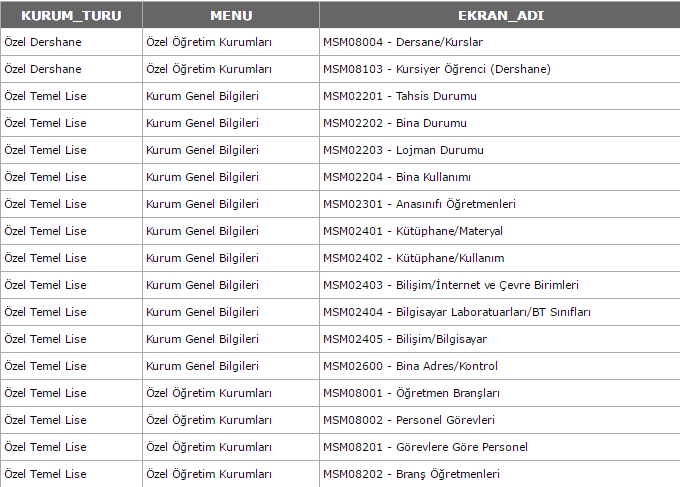 KURUM_TURU MENU EKRAN_ADI
Özel Dershane Özel Öğretim Kurumları MSM08004 - Dersane/Kurslar
Özel Dershane Özel Öğretim Kurumları MSM08103 - Kursiyer Öğrenci (Dershane)
Özel Temel Lise Kurum Genel Bilgileri MSM02201 - Tahsis Durumu
Özel Temel Lise Kurum Genel Bilgileri MSM02202 - Bina Durumu
Özel Temel Lise Kurum Genel Bilgileri MSM02203 - Lojman Durumu
Özel Temel Lise Kurum Genel Bilgileri MSM02204 - Bina Kullanımı
Özel Temel Lise Kurum Genel Bilgileri MSM02301 - Anasınıfı Öğretmenleri
Özel Temel Lise Kurum Genel Bilgileri MSM02401 - Kütüphane/Materyal
Özel Temel Lise Kurum Genel Bilgileri MSM02402 - Kütüphane/Kullanım
Özel Temel Lise Kurum Genel Bilgileri MSM02403 - Bilişim/İnternet ve Çevre Birimleri
Özel Temel Lise Kurum Genel Bilgileri MSM02404 - Bilgisayar Laboratuarları/BT Sınıfları
Özel Temel Lise Kurum Genel Bilgileri MSM02405 - Bilişim/Bilgisayar
Özel Temel Lise Kurum Genel Bilgileri MSM02600 - Bina Adres/Kontrol
Özel Temel Lise Özel Öğretim Kurumları MSM08001 - Öğretmen Branşları
Özel Temel Lise Özel Öğretim Kurumları MSM08002 - Personel Görevleri
Özel Temel Lise Özel Öğretim Kurumları MSM08201 - Görevlere Göre Personel
Özel Temel Lise Özel Öğretim Kurumları MSM08202 - Branş Öğretmenleri